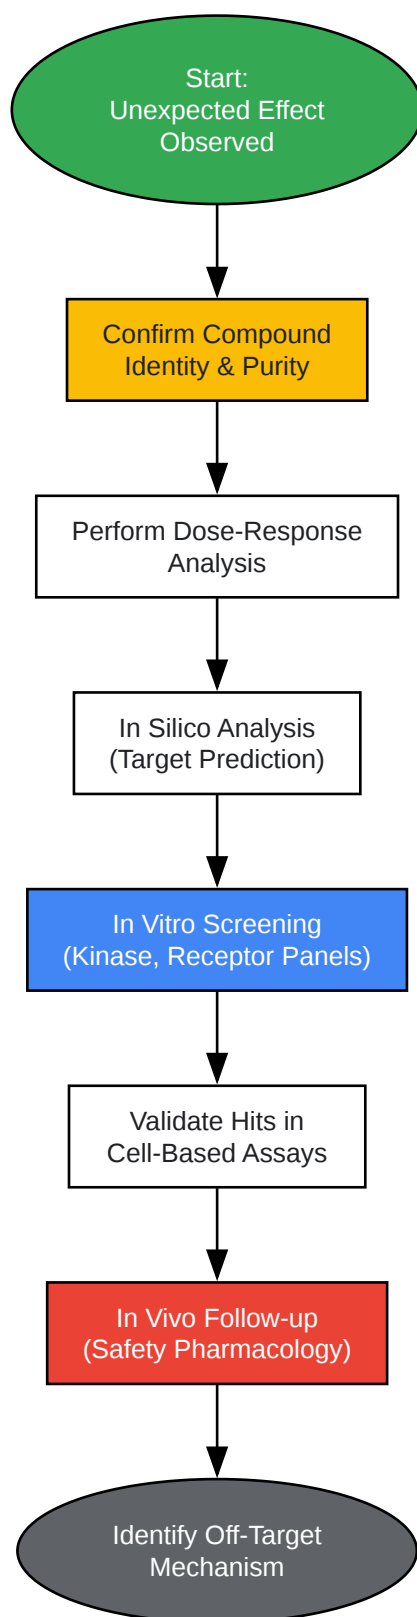 Start:
Unexpected Effect
Observed
Confirm Compound
Identity & Purity
Perform Dose-Response
Analysis
In Silico Analysis
(Target Prediction)
In Vitro Screening
(Kinase, Receptor Panels)
Validate Hits in
Cell-Based Assays
In Vivo Follow-up
(Safety Pharmacology)
Identify Off-Target
Mechanism